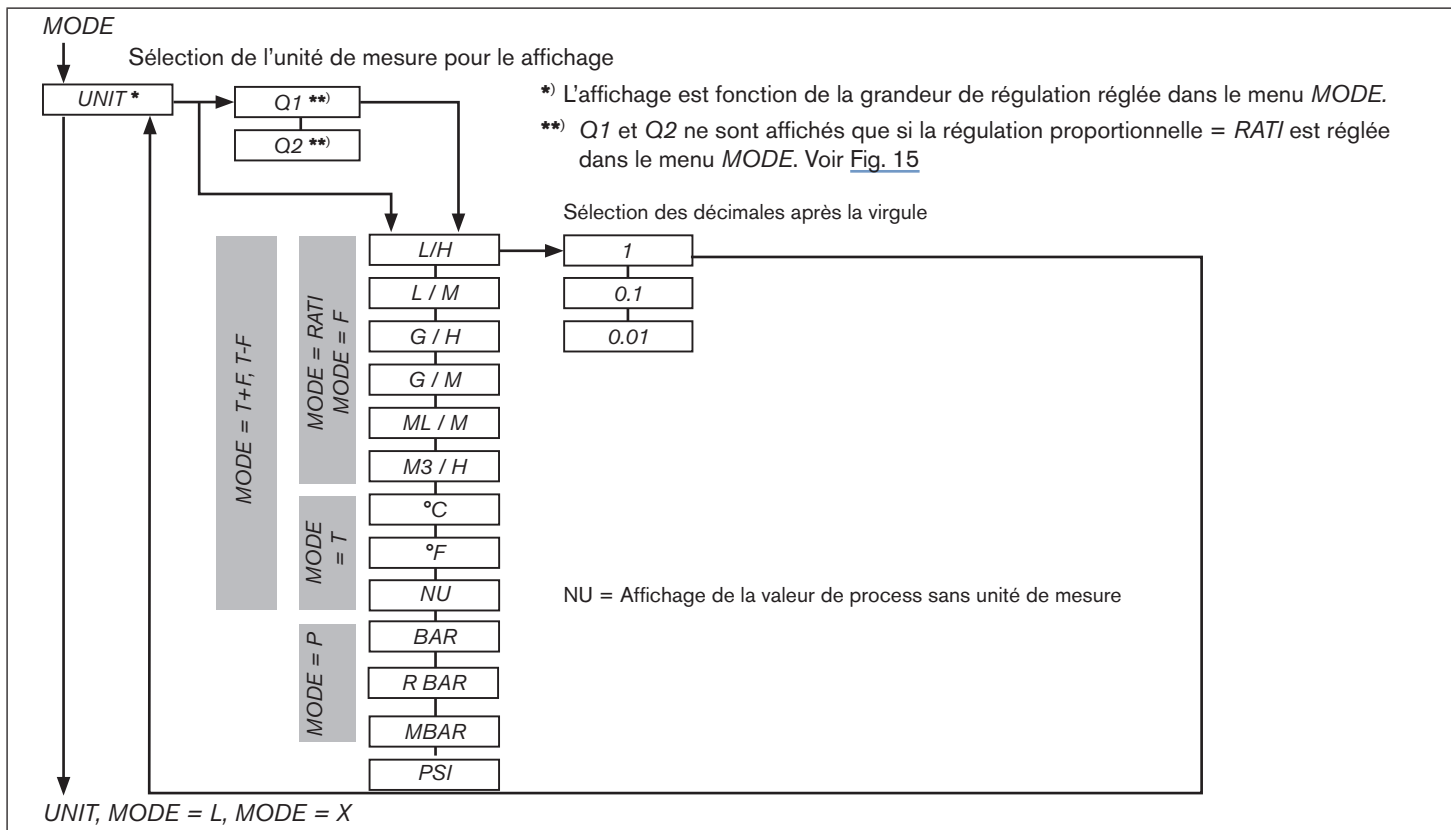 MODE
Sélection de l'unité de mesure pour le affichage
UNIT *
Q1 **)
Q2 **)
*) L'affichage est fonction de la grandeur de régulation réglée dans le menu MODE.
**) Q1 et Q2 ne sont affichés que si la régulation proportionnelle = RATI est réglée
dans le menu MODE. Voir Fig. 15
Sélection des décimales après la virgule
MODE = T+F, T-F
MODE = RATI
MODE = F
L/H
1
L / M
0.1
G / H
0.01
G / M
ML / M
M3 / H
MODE
= T
°C
°F
NU
NU = Affichage de la valeur de process sans unité de mesure
MODE = P
BAR
R BAR
MBAR
PSI
UNIT, MODE = L, MODE = X